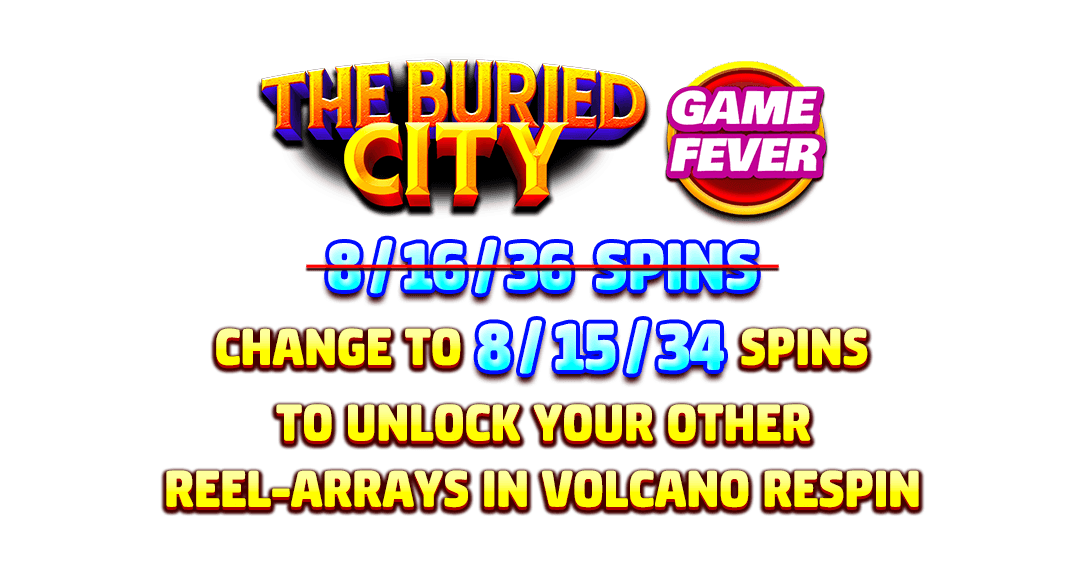 THE BURIED
CITY
GAME
FEVER
8/16/36 SPINS
CHANGE TO 8/15/34 SPINS
TO UNLOCK YOUR OTHER
REEL-ARRAYS IN VOLCANO RESPIN